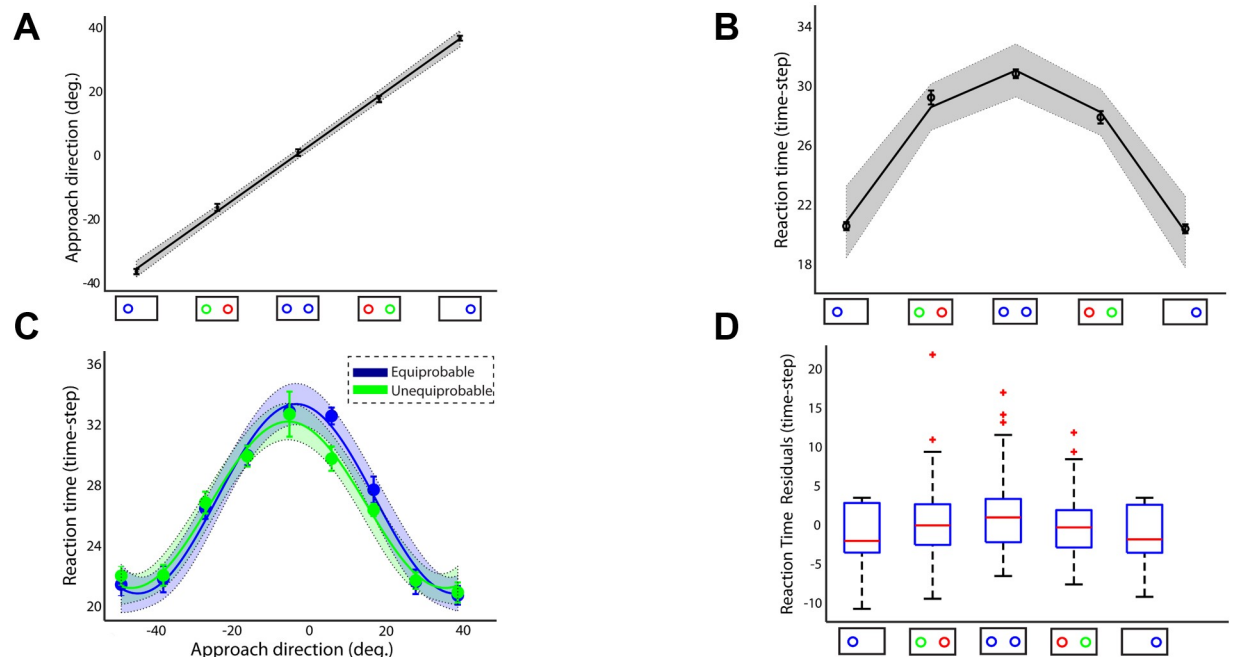 A
Approach direction (deg.)
40
20
0
-20
-40
B
Reaction time (time-step)
34
30
26
22
18
C
Reaction time (time-step)
36
32
28
24
20
Equiprobable
Unequiprobable
-40
-20
0
20
40
Approach direction (deg.)
D
Reaction Time Residuals (time-step)
20
15
10
5
0
-5
-10